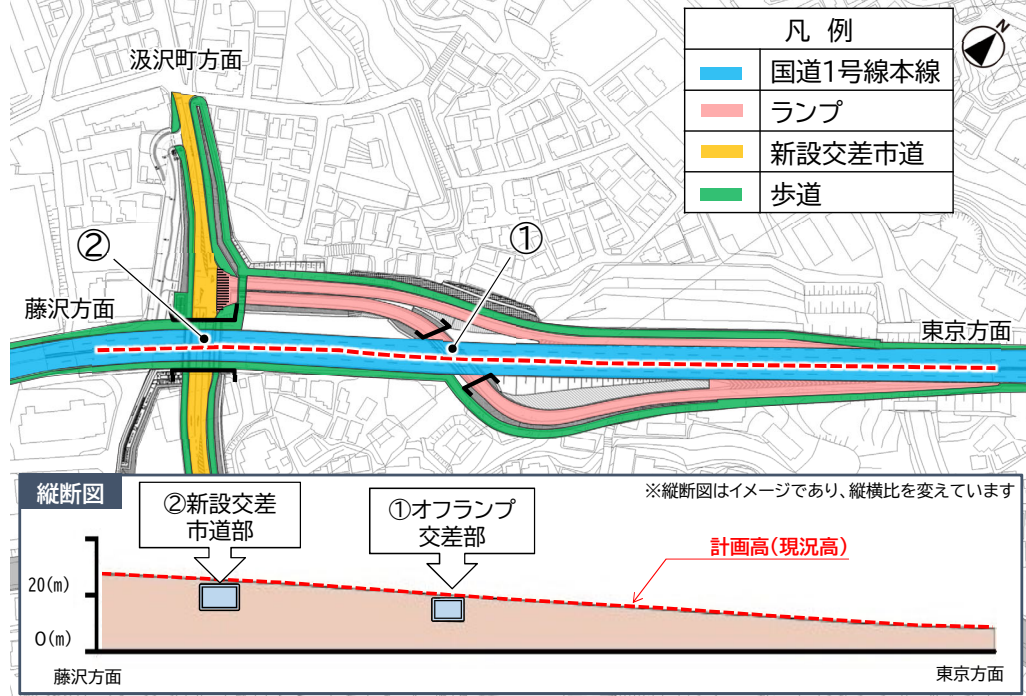 汲沢町方面
凡 例
国道1号線本線
ランプ
新設交差市道
歩道
N
②
①
藤沢方面
東京方面
縦断図
②新設交差
市道部
①オフランプ
交差部
※縦断図はイメージであり、縦横比を変えています
計画高(現況高)
20(m)
0(m)
藤沢方面
東京方面